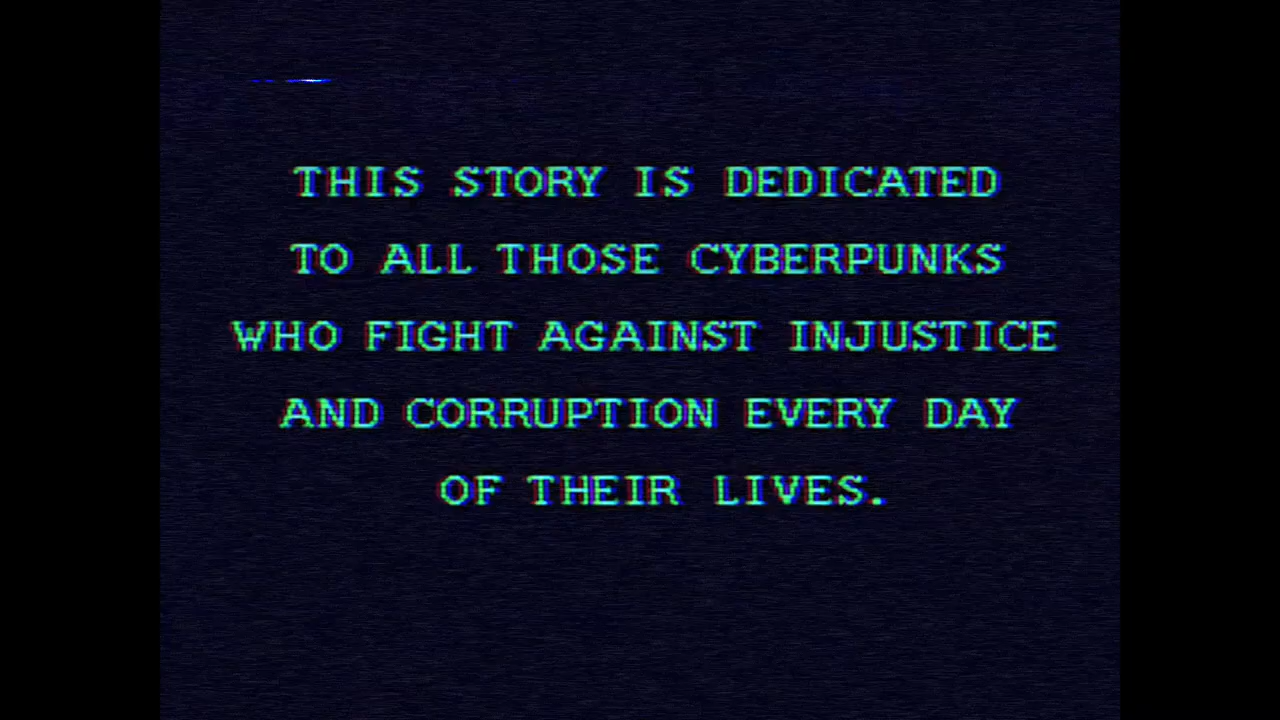 THIS STORY IS DEDICATED
TO ALL THOSE CYBERPUNKS
WHO FIGHT AGAINST INJUSTICE
AND CORRUPTION EVERY DAY
OF THEIR LIVES.